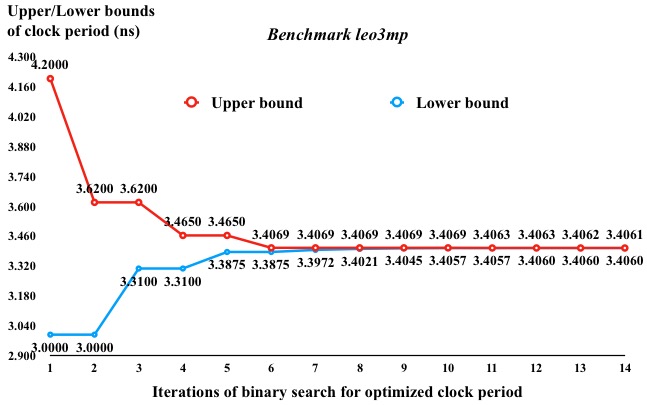 Upper/Lower bounds
of clock period (ns)
Benchmark leo3mp
Upper bound
Lower bound
4.300
4.160
4.020
3.880
3.740
3.600
3.460
3.320
3.180
3.040
2.900
4.2000 3.6200 3.6200 3.4650 3.4650 3.4069 3.4069 3.4069 3.4069 3.4069 3.4063 3.4063 3.4062 3.4061
3.0000 3.0000 3.3100 3.3100 3.3875 3.3875 3.3972 3.4021 3.4045 3.4057 3.4057 3.4060 3.4060 3.4060
1 2 3 4 5 6 7 8 9 10 11 12 13 14
Iterations of binary search for optimized clock period